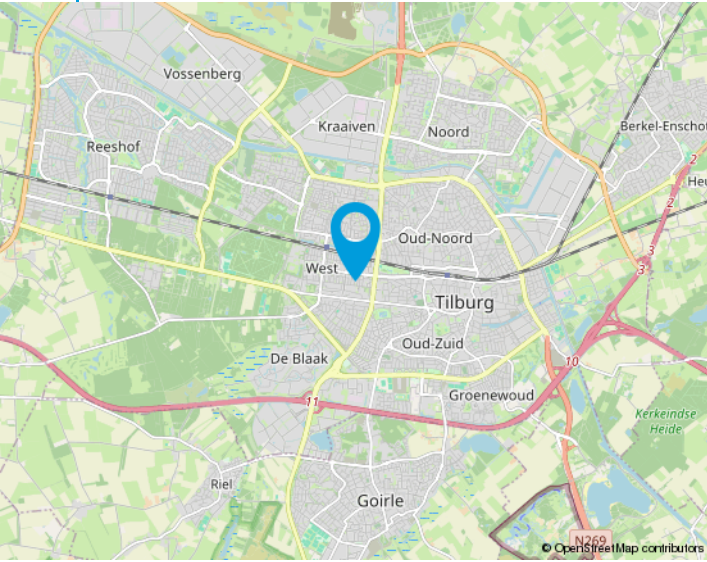 Vossenberg
Kraaiven
Noord
Berkel-Enschot
Reeshof
2
Heu
2
Oud-Noord
3
West
3
Tilburg
Oud-Zuid
De Blaak
10
Groenewoud
11
Kerkeindse
Heide
Riel
Goirle
N269
© OpenStreetMap contributors